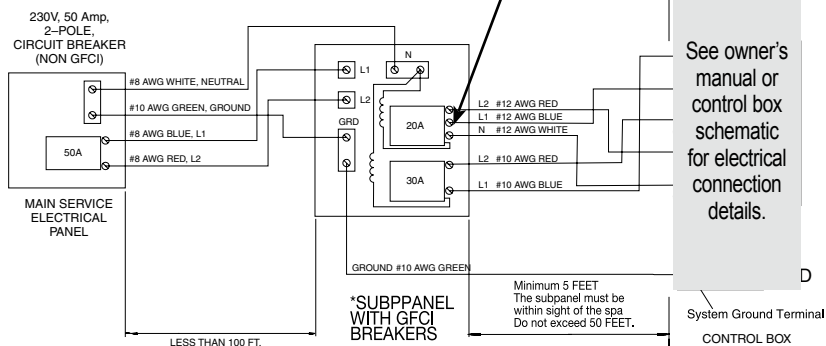 230V, 50 Amp,
2–POLE,
CIRCUIT BREAKER
(NON GFCI)
#8 AWG WHITE, NEUTRAL
#10 AWG GREEN, GROUND
#8 AWG BLUE, L1
#8 AWG RED, L2
50A
MAIN SERVICE
ELECTRICAL
PANEL
L1
L2
N
GRD
20A
30A
L2 #12 AWG RED
L1 #12 AWG BLUE
N #12 AWG WHITE
L2 #10 AWG RED
L1 #10 AWG BLUE
GROUND #10 AWG GREEN
*SUBPPANEL
WITH GFCI
BREAKERS
LESS THAN 100 FT.
Minimum 5 FEET
The subpanel must be
within sight of the spa
Do not exceed 50 FEET.
See owner's
manual or
control box
schematic
for electrical
connection
details.
D
System Ground Terminal
CONTROL BOX